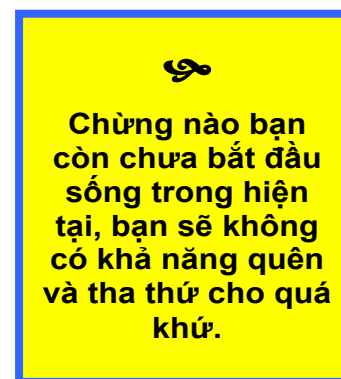 Chừng nào bạn
còn chưa bắt đầu
sống trong hiện
tại, bạn sẽ không
có khả năng quên
và tha thứ cho quá
khứ.